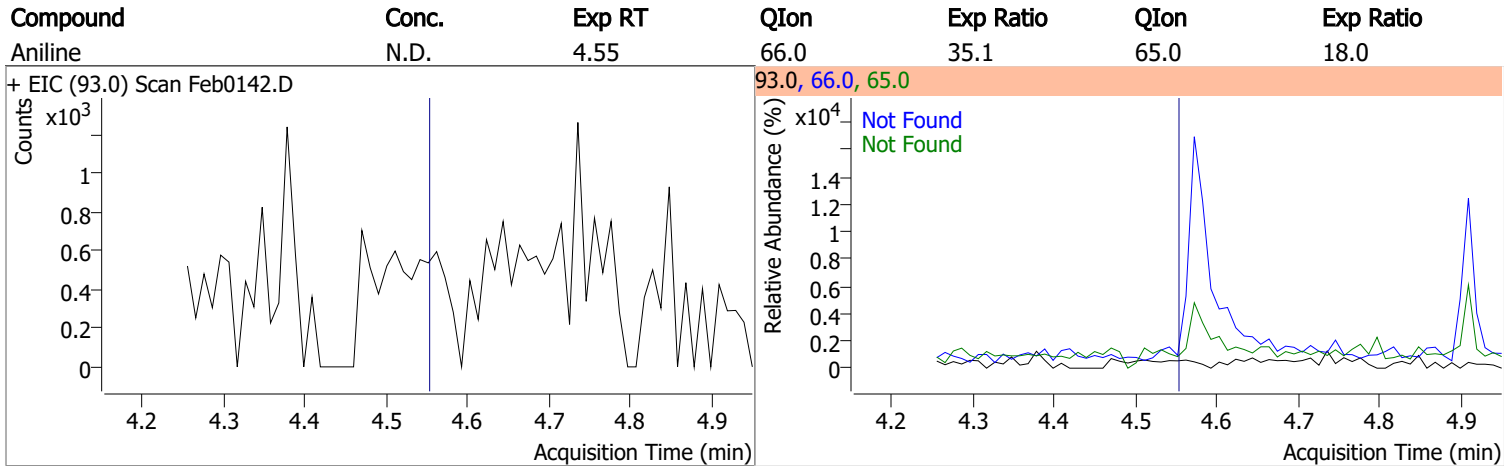 Compound Conc. Exp RT QIon Exp Ratio QIon Exp Ratio
Aniline N.D. 4.55 66.0 35.1 65.0 18.0
+ EIC (93.0) Scan Feb0142.D
Counts
x10³
1
0.8
0.6
0.4
0.2
0
4.2 4.3 4.4 4.5 4.6 4.7 4.8 4.9
Acquisition Time (min)
93.0, 66.0, 65.0
Relative Abundance (%)
x10⁴
Not Found
Not Found
1.4
1.2
1
0.8
0.6
0.4
0.2
0
4.2 4.3 4.4 4.5 4.6 4.7 4.8 4.9
Acquisition Time (min)